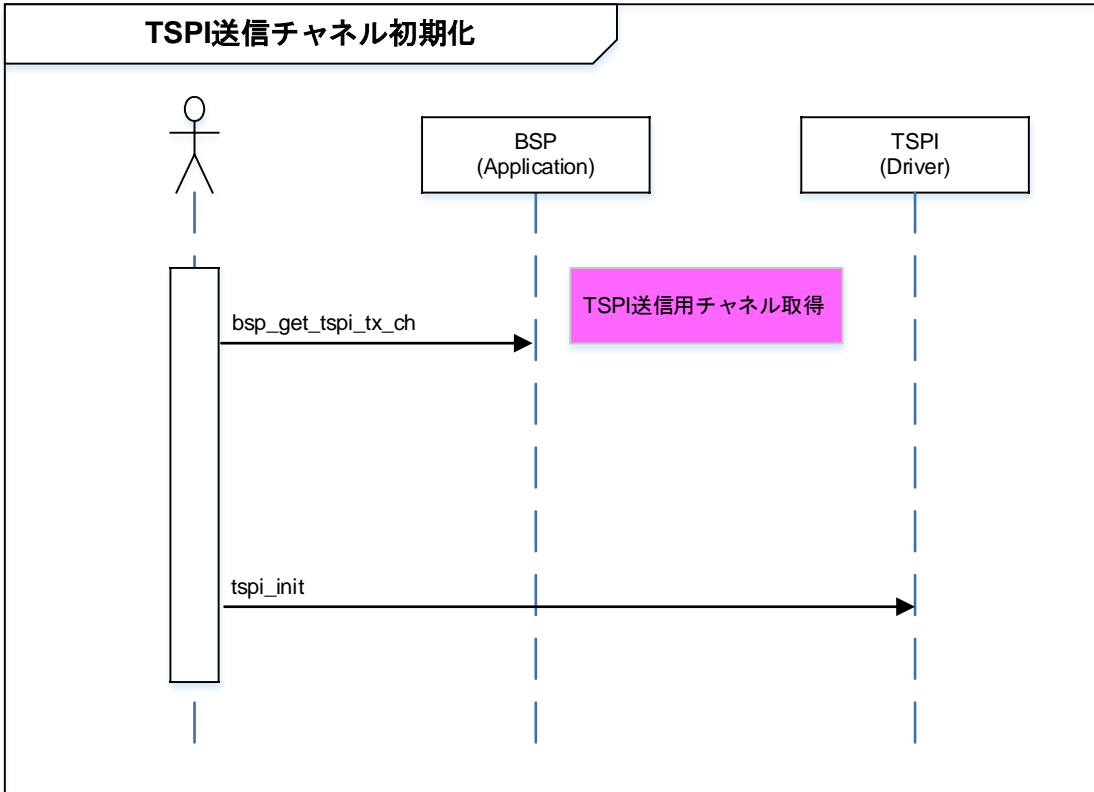 TSPI送信チャネル初期化
BSP
(Application)
TSPI
(Driver)
TSPI送信用チャネル取得
bsp_get_tspi_tx_ch
tspi_init